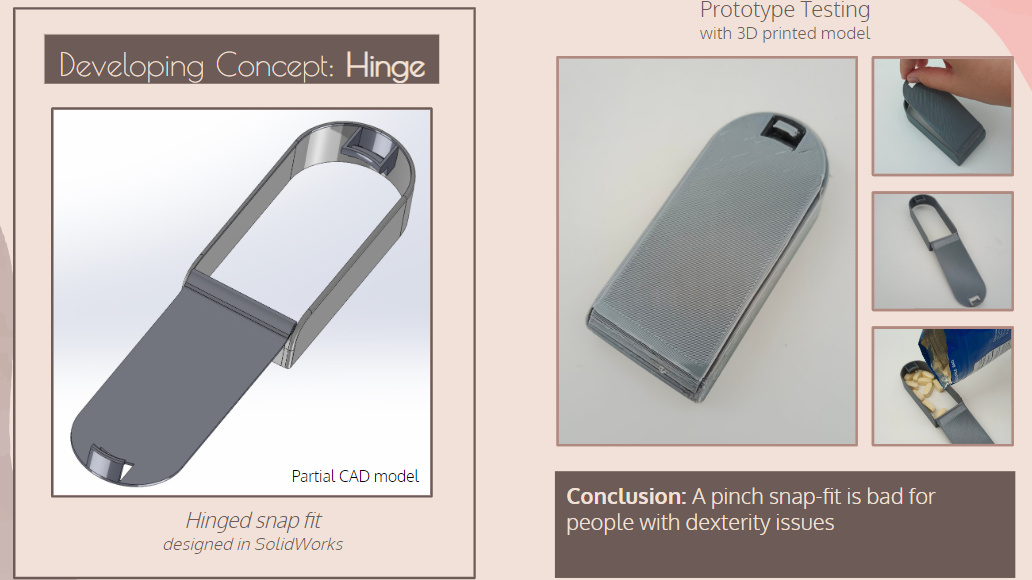 Developing Concept: Hinge
Partial CAD model
Hinged snap fit
designed in SolidWorks
Prototype Testing
with 3D printed model
Conclusion: A pinch snap-fit is bad for
people with dexterity issues